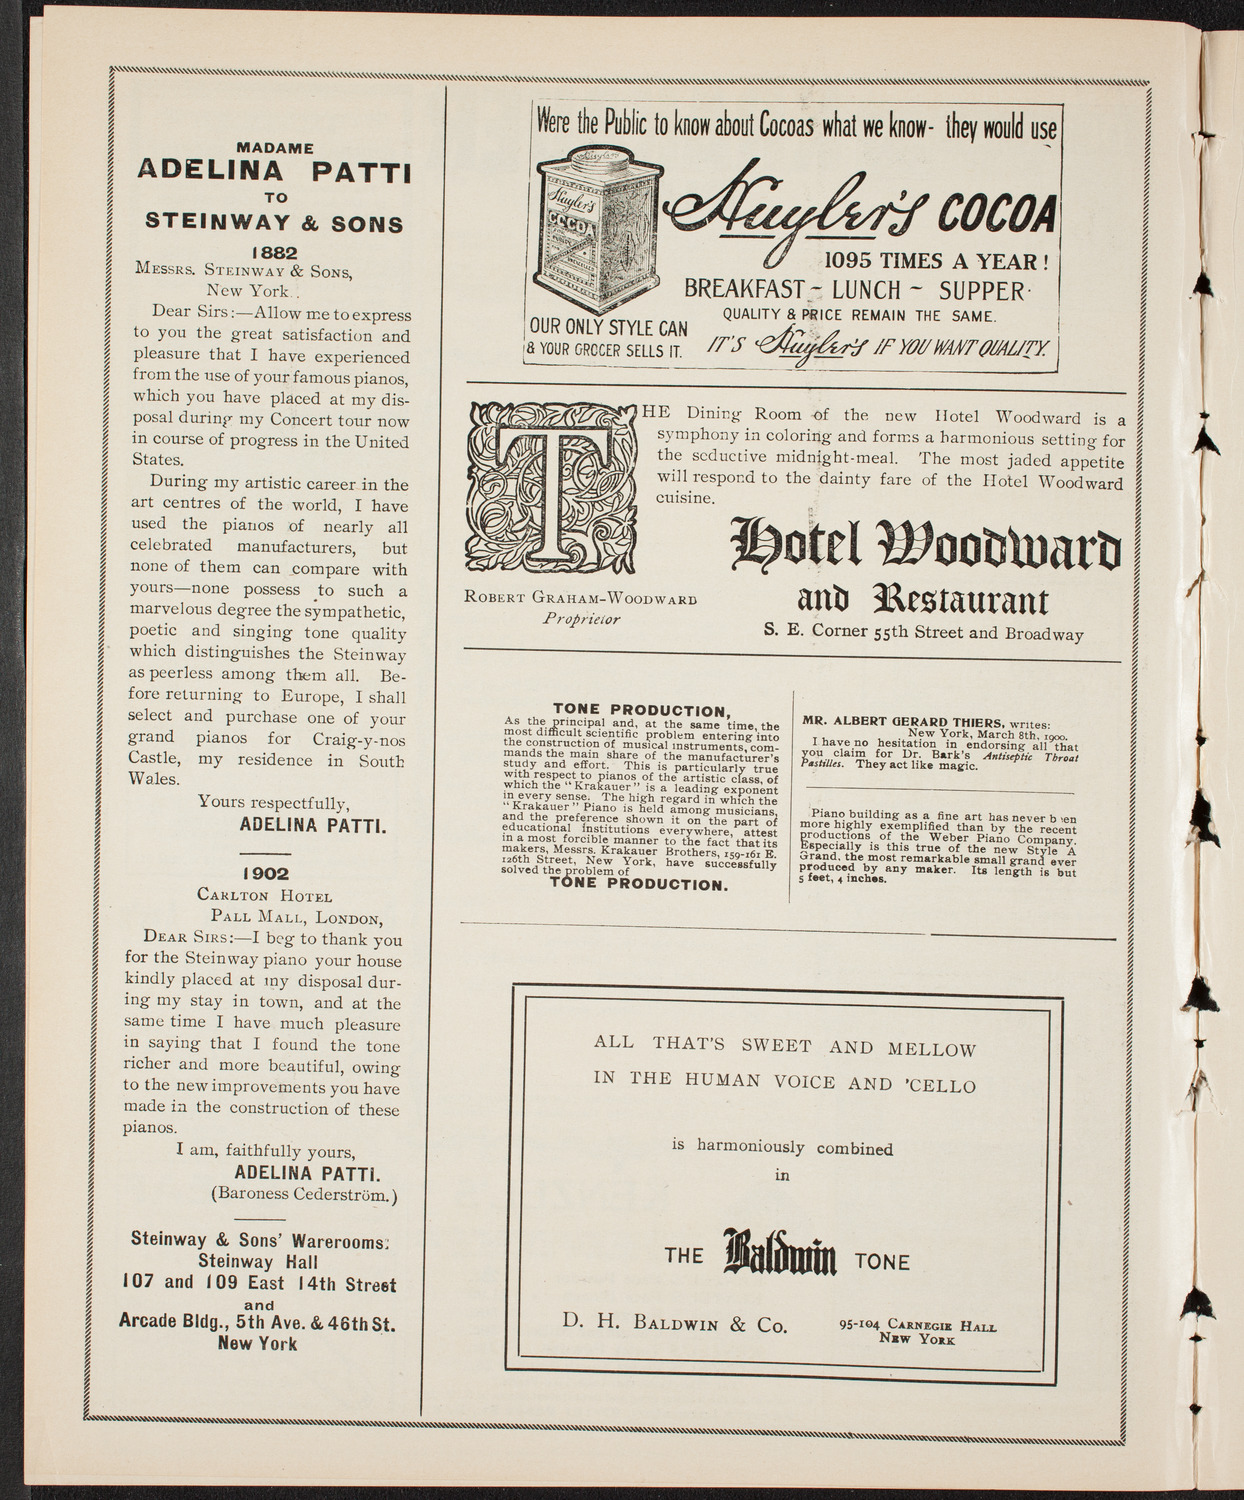 MADAME
ADELINA PATTI
TO
STEINWAY & SONS
1882
MESSRS. STEINWAY & SONS,
New York.
Dear Sirs:—Allow me to express
to you the great satisfaction and
pleasure that I have experienced
from the use of your famous pianos,
which you have placed at my dis-
posal during my Concert tour now
in course of progress in the United
States.
During my artistic career in the
art centres of the world, I have
used the pianos of nearly all
celebrated manufacturers, but
none of them can compare with
yours—none possess to such a
marvelous degree the sympathetic,
poetic and singing tone quality
which distinguishes the Steinway
as peerless among them all. Be-
fore returning to Europe, I shall
select and purchase one of your
grand pianos for Craig-y-nos
Castle, my residence in South
Wales.
Yours respectfully,
ADELINA PATTI.
1902
CARLTON HOTEL
PALL MALL, LONDON,
DEAR SIRS:—I beg to thank you
for the Steinway piano your house
kindly placed at my disposal dur-
ing my stay in town, and at the
same time I have much pleasure
in saying that I found the tone
richer and more beautiful, owing
to the new improvements you have
made in the construction of these
pianos.
I am, faithfully yours,
ADELINA PATTI.
(Baroness Cederström.)
Steinway & Sons' Warerooms:
Steinway Hall
107 and 109 East 14th Street
and
Arcade Bldg., 5th Ave. & 46th St.
New York
Were the Public to know about Cocoas what we know- they would use
Huyler's
Huyler's
COCOA
Huyler's COCOA
1095 TIMES A YEAR!
BREAKFAST ~ LUNCH ~ SUPPER.
QUALITY & PRICE REMAIN THE SAME.
OUR ONLY STYLE CAN
& YOUR GROCER SELLS IT.
IT'S Huyler's IF YOU WANT QUALITY.
THE Dining Room of the new Hotel Woodward is a
symphony in coloring and forms a harmonious setting for
the seductive midnight-meal. The most jaded appetite
will respond to the dainty fare of the Hotel Woodward
cuisine.
Hotel Woodward
and Restaurant
ROBERT GRAHAM-WOODWARD
Proprietor
S. E. Corner 55th Street and Broadway
TONE PRODUCTION,
As the principal and, at the same time, the
most difficult scientific problem entering into
the construction of musical instruments, com-
mands the main share of the manufacturer's
study and effort. This is particularly true
with respect to pianos of the artistic class, of
which the "Krakauer" is a leading exponent
in every sense. The high regard in which the
"Krakauer" Piano is held among musicians,
and the preference shown it on the part of
educational institutions everywhere, attest
in a most forcible manner to the fact that its
makers, Messrs. Krakauer Brothers, 159-161 E.
126th Street, New York, have successfully
solved the problem of
TONE PRODUCTION.
MR. ALBERT GERARD THIERS, writes:
New York, March 8th, 1900.
I have no hesitation in endorsing all that
you claim for Dr. Bark's Antiseptic Throat
Pastilles. They act like magic.
Piano building as a fine art has never been
more highly exemplified than by the recent
productions of the Weber Piano Company.
Especially is this true of the new Style A
Grand, the most remarkable small grand ever
produced by any maker. Its length is but
5 feet, 4 inches.
ALL THAT'S SWEET AND MELLOW
IN THE HUMAN VOICE AND 'CELLO
is harmoniously combined
in
THE Baldwin TONE
D. H. BALDWIN & CO.
95-104 CARNEGIE HALL
NEW YORK